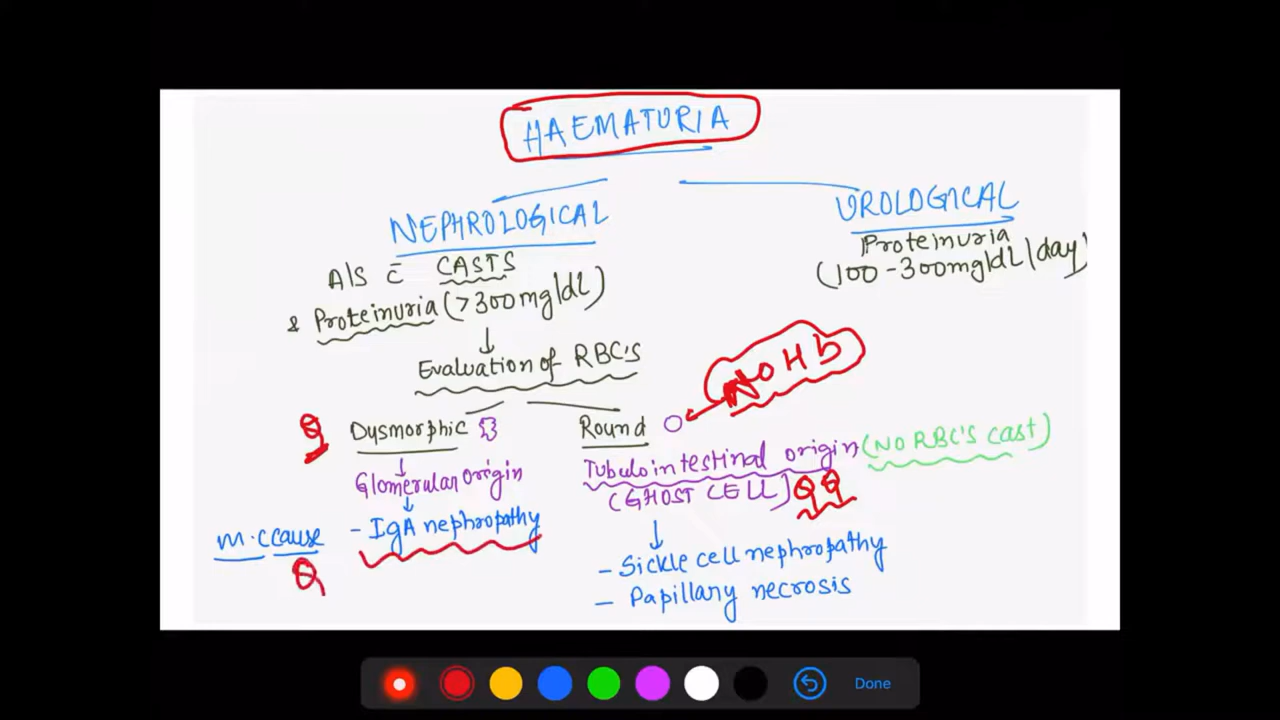 HAEMATURIA
NEPHROLOGICAL
A/S c̄ CASTS
& Proteinuria (>300mg/dL)
UROLOGICAL
Proteinuria
(100-300mg/dL/day)
Evaluation of RBC'S
NO Hb
Q Dysmorphic
Glomerular origin
m.c cause - IgA nephropathy
Q
Round
Tubulointestinal origin (NO RBC'S cast)
(GHOST CELL) QQ
- Sickle cell nephropathy
- Papillary necrosis
Done